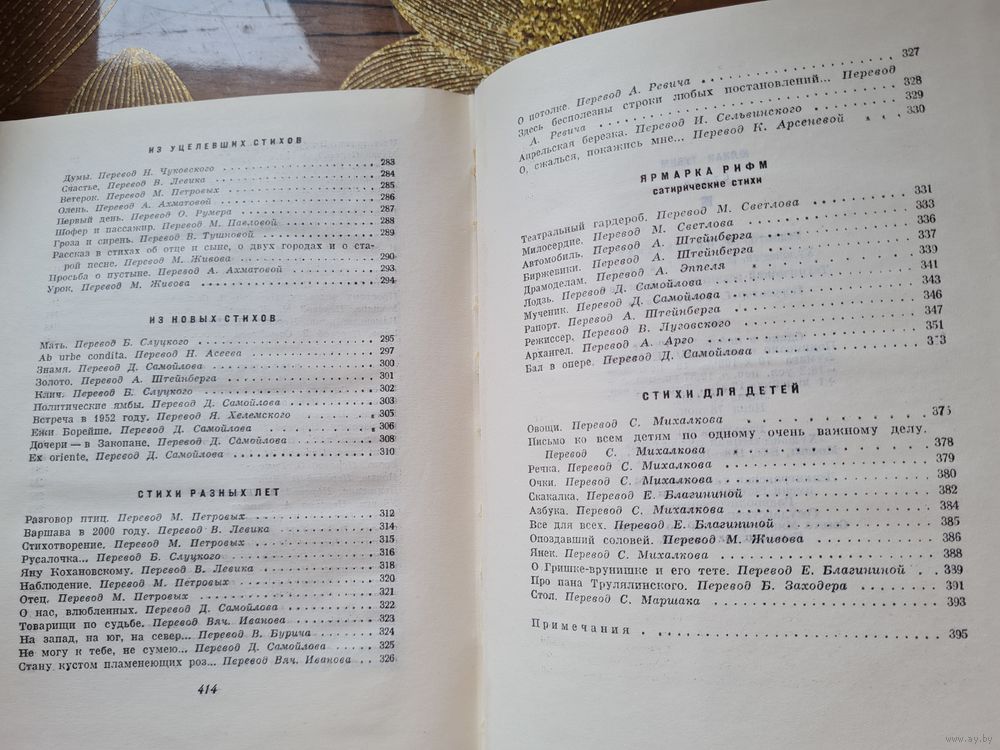 ИЗ УЦЕЛЕВШИХ СТИХОВ
Думы. Перевод Н. Чуковского 283
Счастье. Перевод В. Левика 284
Ветерок. Перевод М. Петровых 285
Олень. Перевод А. Ахматовой 286
Первый день. Перевод О. Румера 287
Шофер и пассажир. Перевод М. Павловой 288
Гроза и сирень. Перевод В. Тушновой 289
Рассказ в стихах об отце и сыне, о двух городах и о ста-
рой песне. Перевод М. Живова 290
Просьба о пустыне. Перевод А. Ахматовой 293
Урок. Перевод М. Живова 294
ИЗ НОВЫХ СТИХОВ
Мать. Перевод Б. Слуцкого 295
Ab urbe condita. Перевод Н. Асеева 297
Знамя. Перевод Д. Самойлова 300
Золото. Перевод А. Штейнберга 301
Клич. Перевод Б. Слуцкого 302
Политические ямбы. Перевод Д. Самойлова 303
Встреча в 1952 году. Перевод Я. Хелемского 305
Ежи Борейше. Перевод Д. Самойлова 306
Дочери — в Закопане. Перевод Д. Самойлова 308
Ex oriente. Перевод Д. Самойлова 310
СТИХИ РАЗНЫХ ЛЕТ
Разговор птиц. Перевод М. Петровых 312
Варшава в 2000 году. Перевод В. Левика 314
Стихотворение. Перевод М. Петровых 315
Русалочка... Перевод Б. Слуцкого 316
Яну Кохановскому. Перевод В. Левика 318
Наблюдение. Перевод М. Петровых 320
Отец. Перевод М. Петровых 321
О нас, влюбленных. Перевод Д. Самойлова 322
Товарищи по судьбе. Перевод Вяч. Иванова 323
На запад, на юг, на север... Перевод В. Бурича 324
Не могу к тебе, не сумею... Перевод Д. Самойлова 325
Стану кустом пламенеющих роз... Перевод Вяч. Иванова 326
414
О потолке. Перевод А. Ревича 327
Здесь бесполезны строки любых постановлений... Перевод
А. Ревича 328
Апрельская березка. Перевод И. Сельвинского 329
О, сжалься, покажись мне... Перевод К. Арсеневой 330
ЯРМАРКА РИФМ
сатирические стихи
Театральный гардероб. Перевод М. Светлова 331
Милосердие. Перевод М. Светлова 333
Автомобиль. Перевод А. Штейнберга 336
Биржевики. Перевод А. Штейнберга 337
Драмоделам. Перевод А. Эппеля 339
Лодзь. Перевод Д. Самойлова 341
Мученик. Перевод Д. Самойлова 343
Рапорт. Перевод А. Штейнберга 346
Режиссер. Перевод В. Луговского 347
Архангел. Перевод А. Арго 351
Бал в опере. Перевод Д. Самойлова
СТИХИ ДЛЯ ДЕТЕЙ
Овощи. Перевод С. Михалкова 375
Письмо ко всем детям по одному очень важному делу.
Перевод С. Михалкова 378
Речка. Перевод С. Михалкова 379
Очки. Перевод С. Михалкова 380
Скакалка. Перевод Е. Благининой 382
Азбука. Перевод С. Михалкова 384
Все для всех. Перевод Е. Благининой 385
Опоздавший соловей. Перевод М. Живова 386
Янек. Перевод С. Михалкова 388
О Гришке-врунишке и его тете. Перевод Е. Благининой 389
Про пана Трулялинского. Перевод Б. Заходера 391
Стол. Перевод С. Маршака 393
Примечания 395
www.ay.by